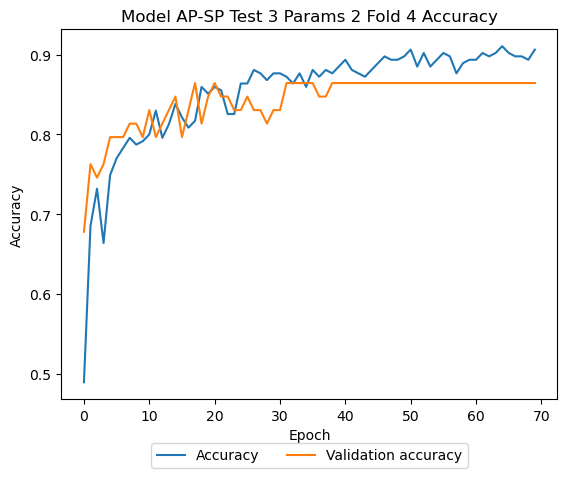 Model AP-SP Test 3 Params 2 Fold 4 Accuracy
0.9
0.8
0.7
0.6
0.5
Accuracy
0 10 20 30 40 50 60 70
Epoch
Accuracy Validation accuracy